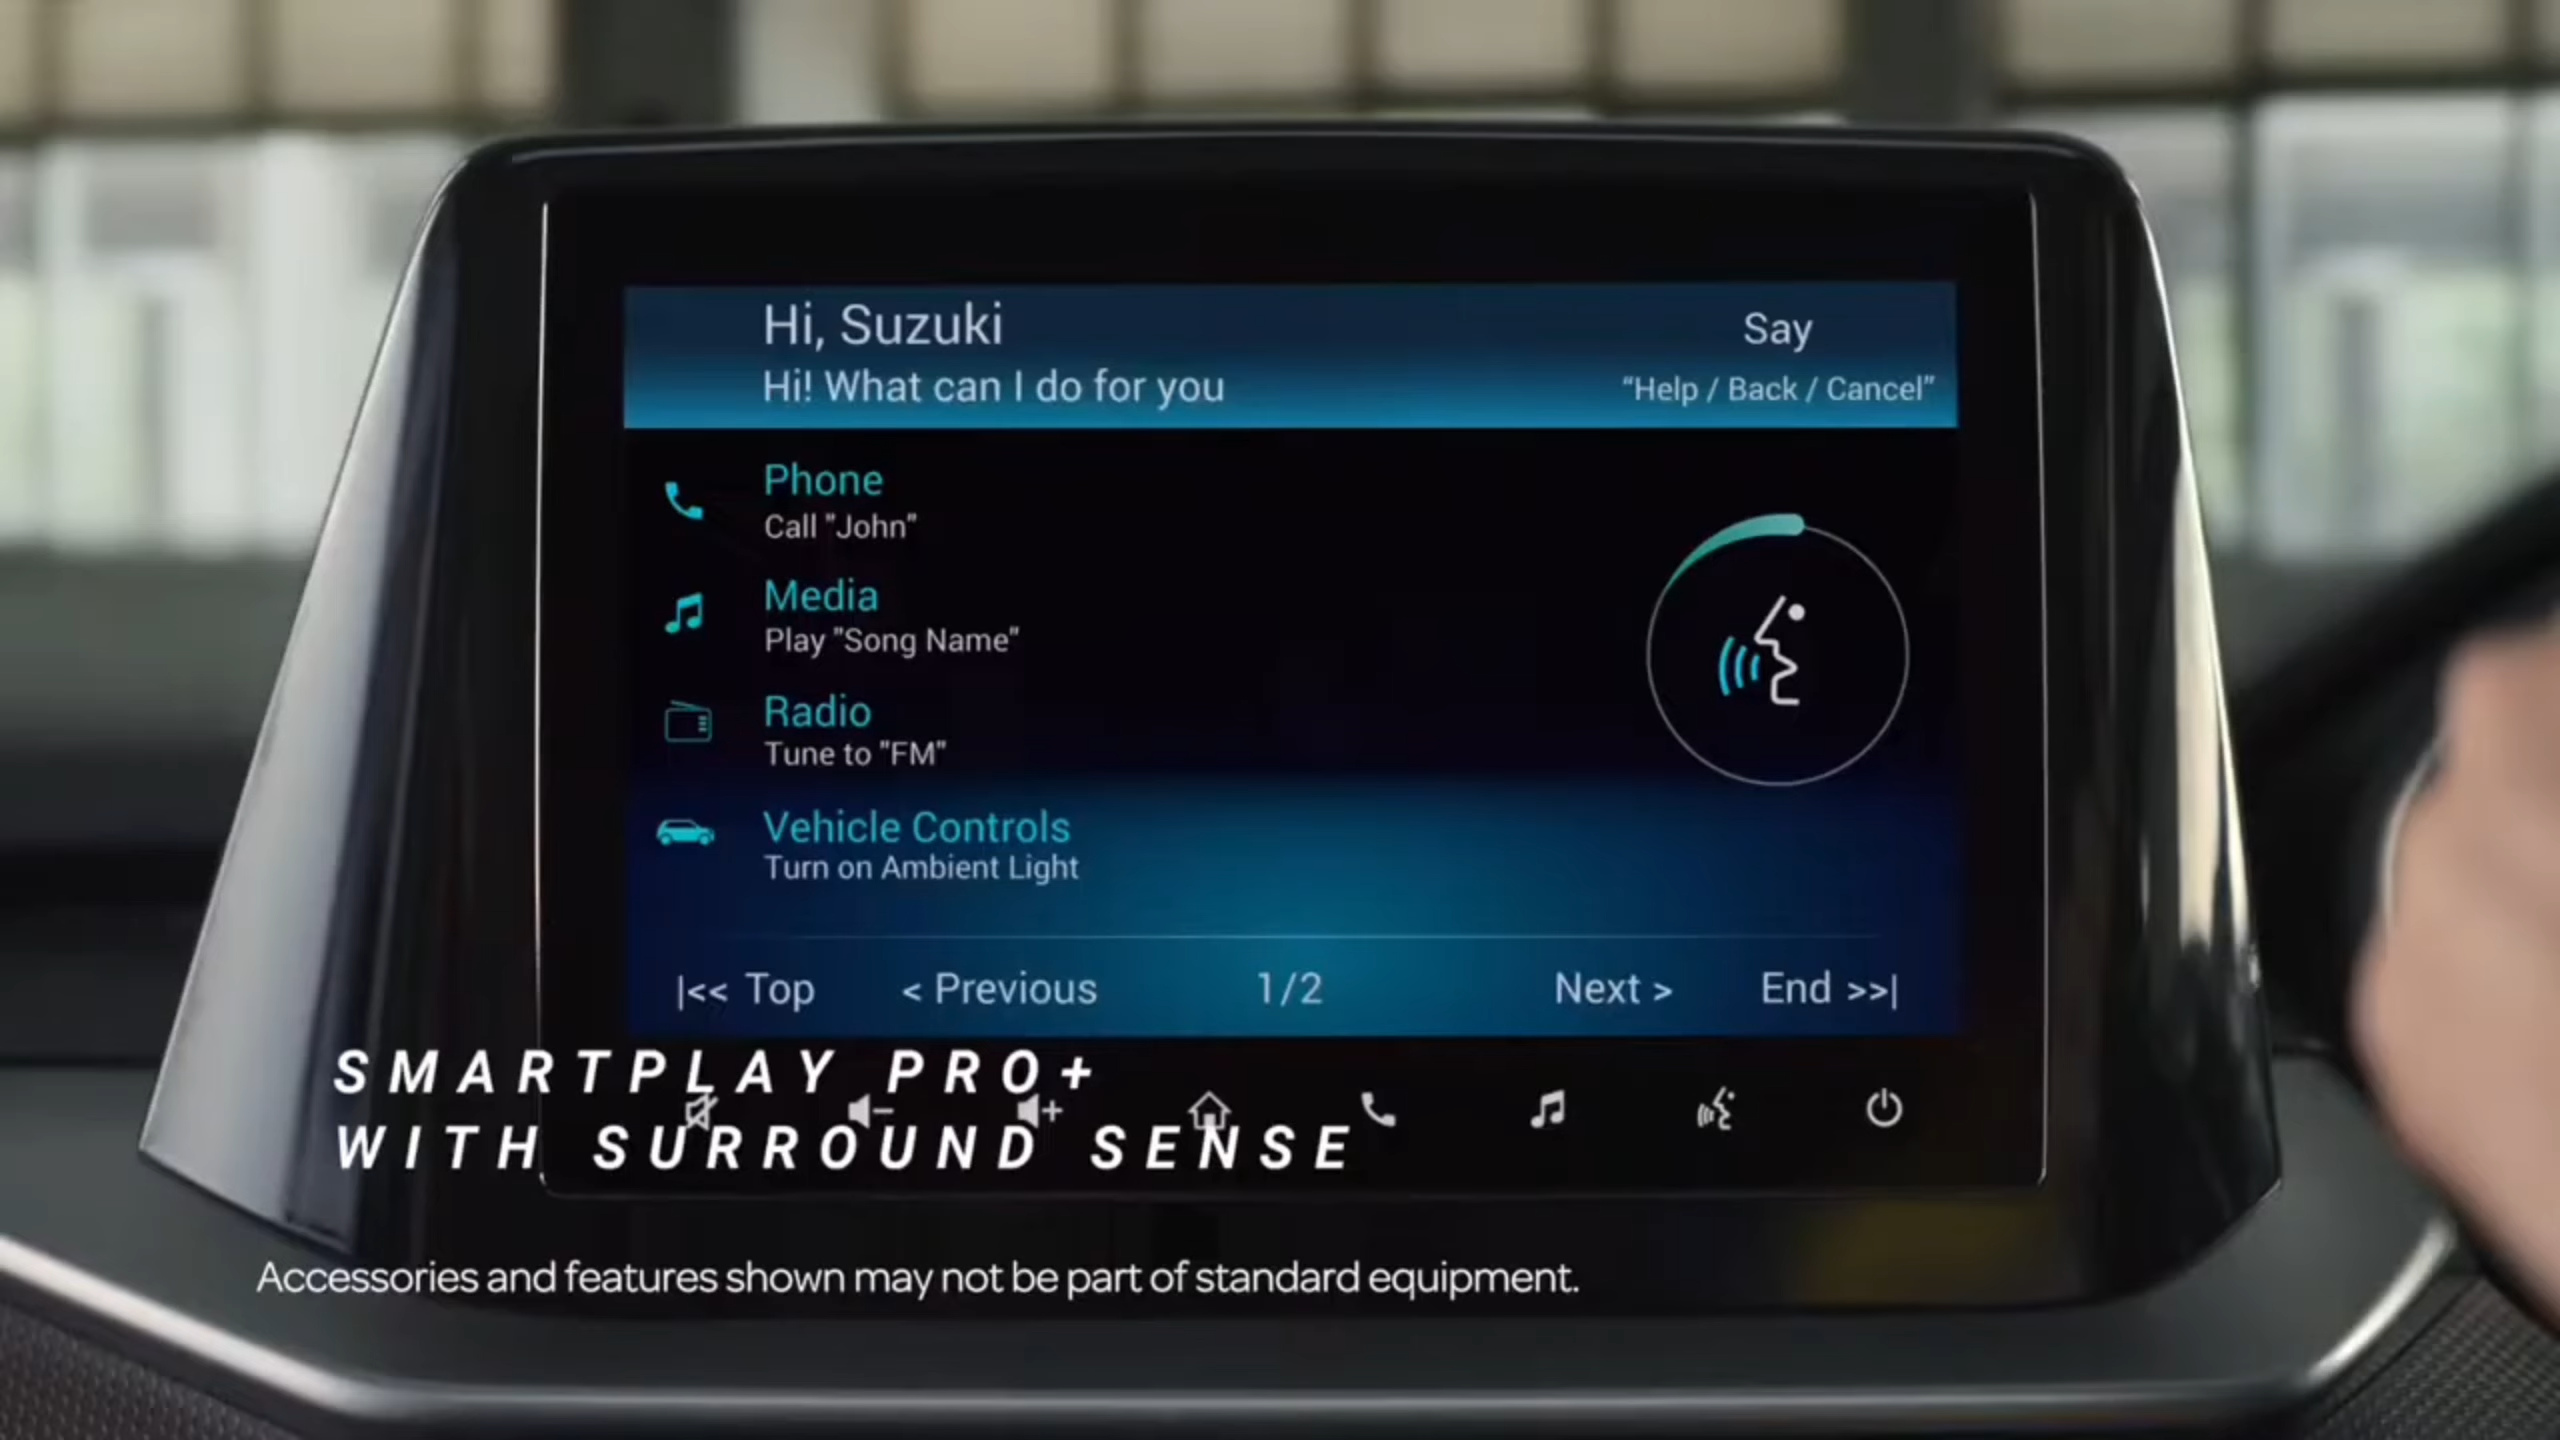 Hi, Suzuki
Say
Hi! What can I do for you
“Help / Back / Cancel”
Phone
Call "John"
Media
Play "Song Name"
Radio
Tune to "FM"
Vehicle Controls
Turn on Ambient Light
|<< Top
< Previous
1/2
Next >
End >>|
SMARTPLAY PRO+
WITH SURROUND SENSE
Accessories and features shown may not be part of standard equipment.